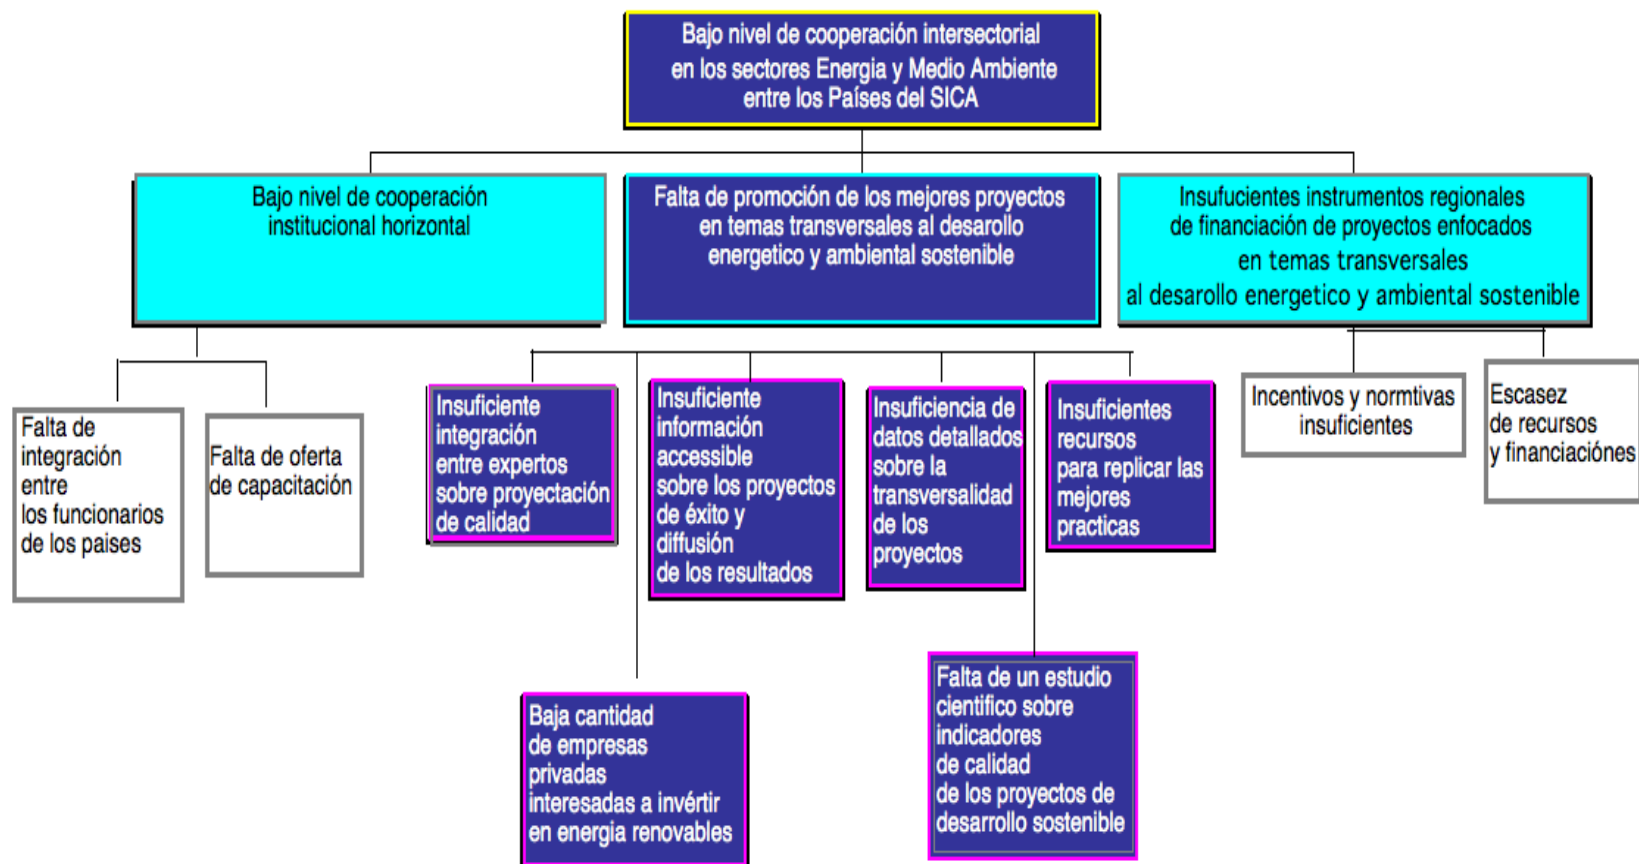 Bajo nivel de cooperación intersectorial
en los sectores Energia y Medio Ambiente
entre los Países del SICA
Bajo nivel de cooperación
institucional horizontal
Falta de promoción de los mejores proyectos
en temas transversales al desarollo
energetico y ambiental sostenible
Insufucientes instrumentos regionales
de financiación de proyectos enfocados
en temas transversales
al desarollo energetico y ambiental sostenible
Falta de
integración
entre
los funcionarios
de los paises
Falta de oferta
de capacitación
Insuficiente
integración
entre expertos
sobre proyectación
de calidad
Insuficiente
información
accessible
sobre los proyectos
de éxito y
diffusión
de los resultados
Insuficiencia de
datos detallados
sobre la
transversalidad
de los
proyectos
Insuficientes
recursos
para replicar las
mejores
practicas
Incentivos y normtivas
insuficientes
Escasez
de recursos
y financiaciónes
Baja cantidad
de empresas
privadas
interesadas a invértir
en energia renovables
Falta de un estudio
cientifico sobre
indicadores
de calidad
de los proyectos de
desarrollo sostenible